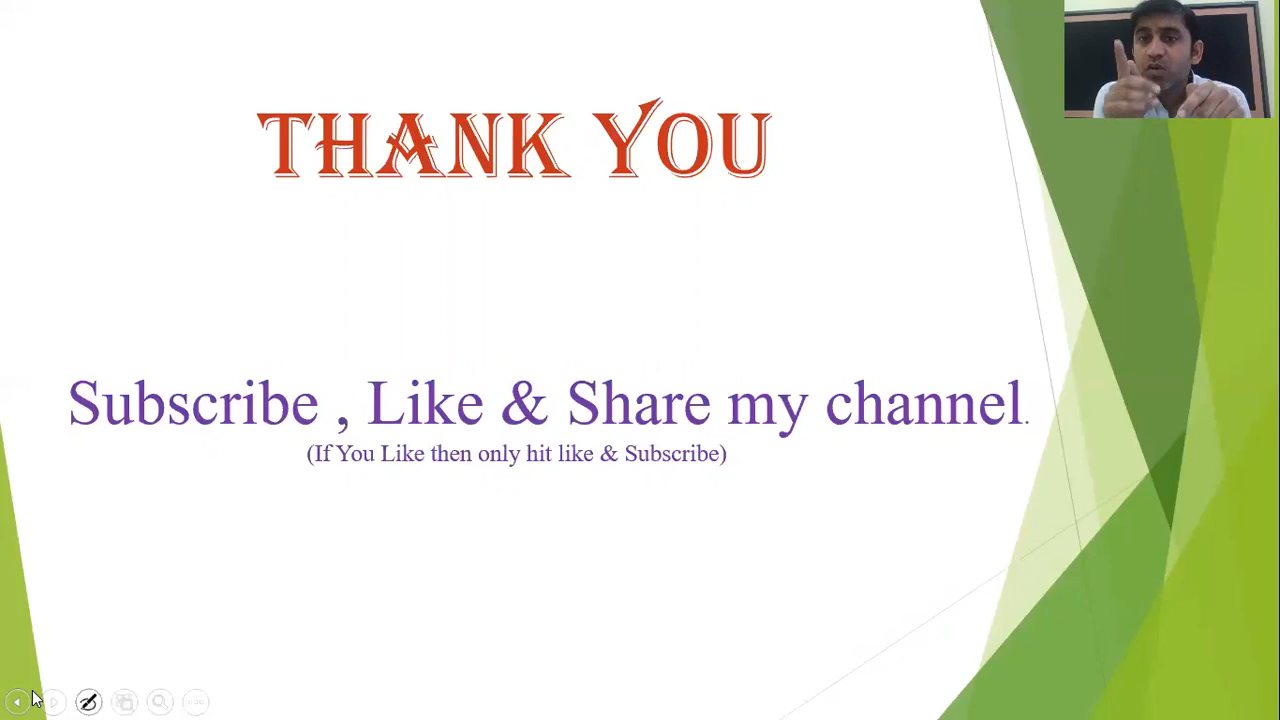 THANK YOU
Subscribe , Like & Share my channel.
(If You Like then only hit like & Subscribe)